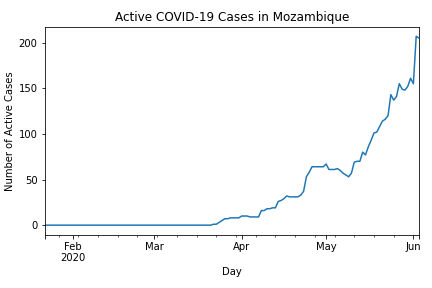 Active COVID-19 Cases in Mozambique
Number of Active Cases
200
150
100
50
0
Feb
2020
Mar
Apr
May
Jun
Day